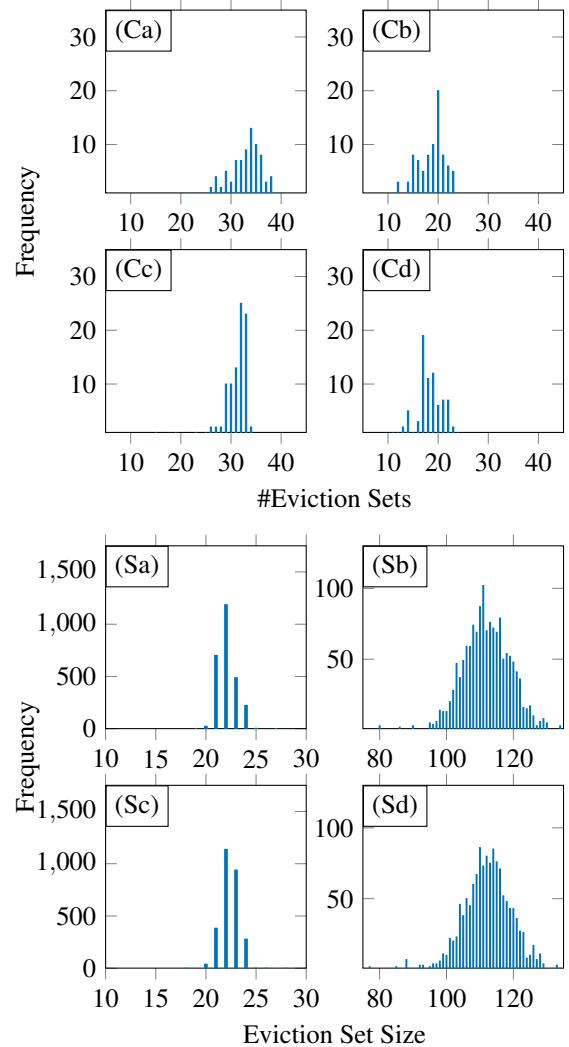 (Ca) (Cb)
30 30
20 20
10 10
10 20 30 40 10 20 30 40
Frequency
(Cc) (Cd)
30 30
20 20
10 10
10 20 30 40 10 20 30 40
#Eviction Sets
(Sa) (Sb)
1,500
1,000 100
500 50
0
10 15 20 25 30 80 100 120
Frequency
(Sc) (Sd)
1,500
1,000 100
500 50
0
10 15 20 25 30 80 100 120
Eviction Set Size